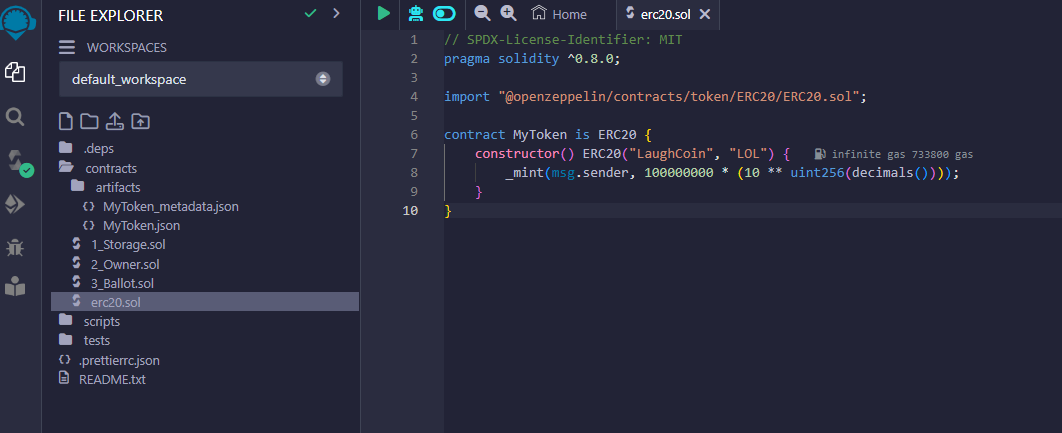 FILE EXPLORER
WORKSPACES
default_workspace
.deps
contracts
artifacts
MyToken_metadata.json
MyToken.json
1_Storage.sol
2_Owner.sol
3_Ballot.sol
erc20.sol
scripts
tests
.prettierrc.json
README.txt
Home
erc20.sol
1 // SPDX-License-Identifier: MIT
2 pragma solidity ^0.8.0;
3
4 import "@openzeppelin/contracts/token/ERC20/ERC20.sol";
5
6 contract MyToken is ERC20 {
7 constructor() ERC20("LaughCoin", "LOL") { infinite gas 733800 gas
8 _mint(msg.sender, 100000000 * (10 ** uint256(decimals())));
9 }
10 }